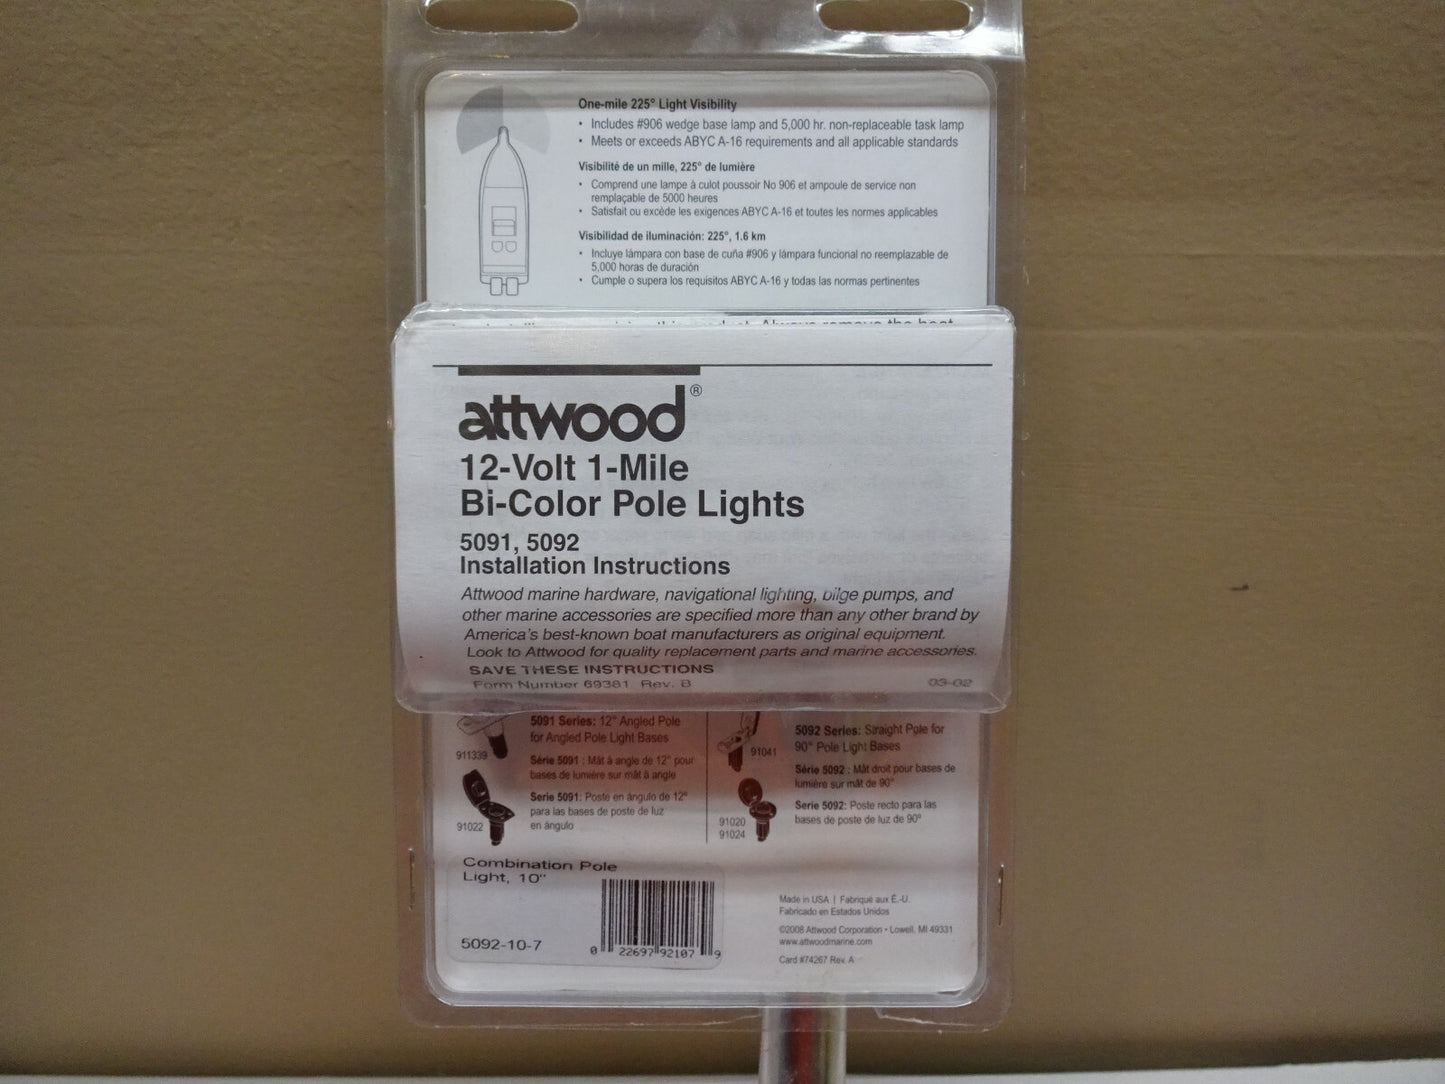 One-mile 225° Light Visibility
• Includes #906 wedge base lamp and 5,000 hr. non-replaceable task lamp
• Meets or exceeds ABYC A-16 requirements and all applicable standards
Visibilité de un mille, 225° de lumière
• Comprend une lampe à culot poussoir No 906 et ampoule de service non
remplaçable de 5000 heures
• Satisfait ou excède les exigences ABYC A-16 et toutes les normes applicables
Visibilidad de iluminación: 225°, 1.6 km
• Incluye lámpara con base de cuña #906 y lámpara funcional no reemplazable de
5,000 horas de duración
• Cumple o supera los requisitos ABYC A-16 y todas las normas pertinentes
attwood®
12-Volt 1-Mile
Bi-Color Pole Lights
5091, 5092
Installation Instructions
Attwood marine hardware, navigational lighting, bilge pumps, and
other marine accessories are specified more than any other brand by
America's best-known boat manufacturers as original equipment.
Look to Attwood for quality replacement parts and marine accessories.
SAVE THESE INSTRUCTIONS
Form Number 69381 Rev. B 03-02
911339
5091 Series: 12° Angled Pole
for Angled Pole Light Bases
Série 5091 : Mât à angle de 12° pour
bases de lumière sur mât à angle
91022
Serie 5091: Poste en ángulo de 12°
para las bases de poste de luz
en ángulo
91041
5092 Series: Straight Pole for
90° Pole Light Bases
Série 5092 : Mât droit pour bases de
lumière sur mât de 90°
91020
91024
Serie 5092: Poste recto para las
bases de poste de luz de 90°
Combination Pole
Light, 10"
5092-10-7
0 22697 92107 9
Made in USA | Fabriqué aux É.-U.
Fabricado en Estados Unidos
©2008 Attwood Corporation • Lowell, MI 49331
www.attwoodmarine.com
Card #74267 Rev. A